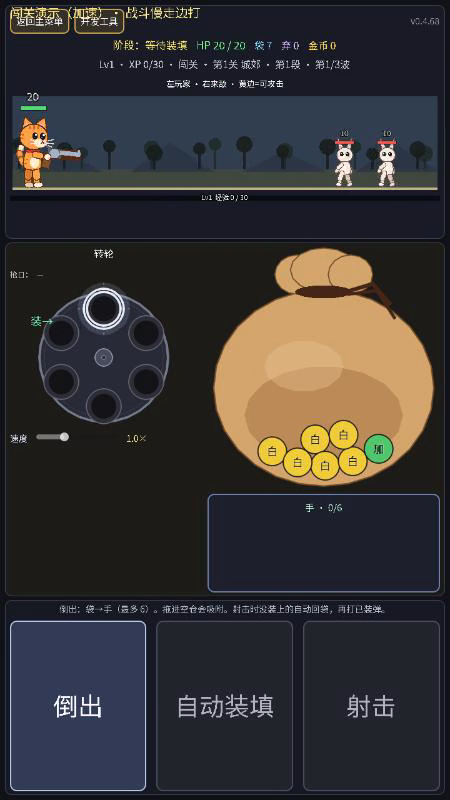 闯关演示（加速）· 战斗慢走边打
返回主菜单
开发工具
v0.4.68
阶段：等待装填 HP 20 / 20 袋 7 弃 0 金币 0
Lv1 · XP 0/30 · 闯关 · 第1关 城郊 · 第1段 · 第1/3波
左玩家 · 右来敌 · 黄边=可攻击
20
10
10
Lv1 经验 0 / 30
转轮
枪口： —
装→
速度
1.0×
白
白
白
白
白
白
手 · 0/6
倒出：袋→手（最多 6）。拖进空仓会吸附。射击时没装上的自动回袋，再打已装弹。
倒出
自动装填
射击